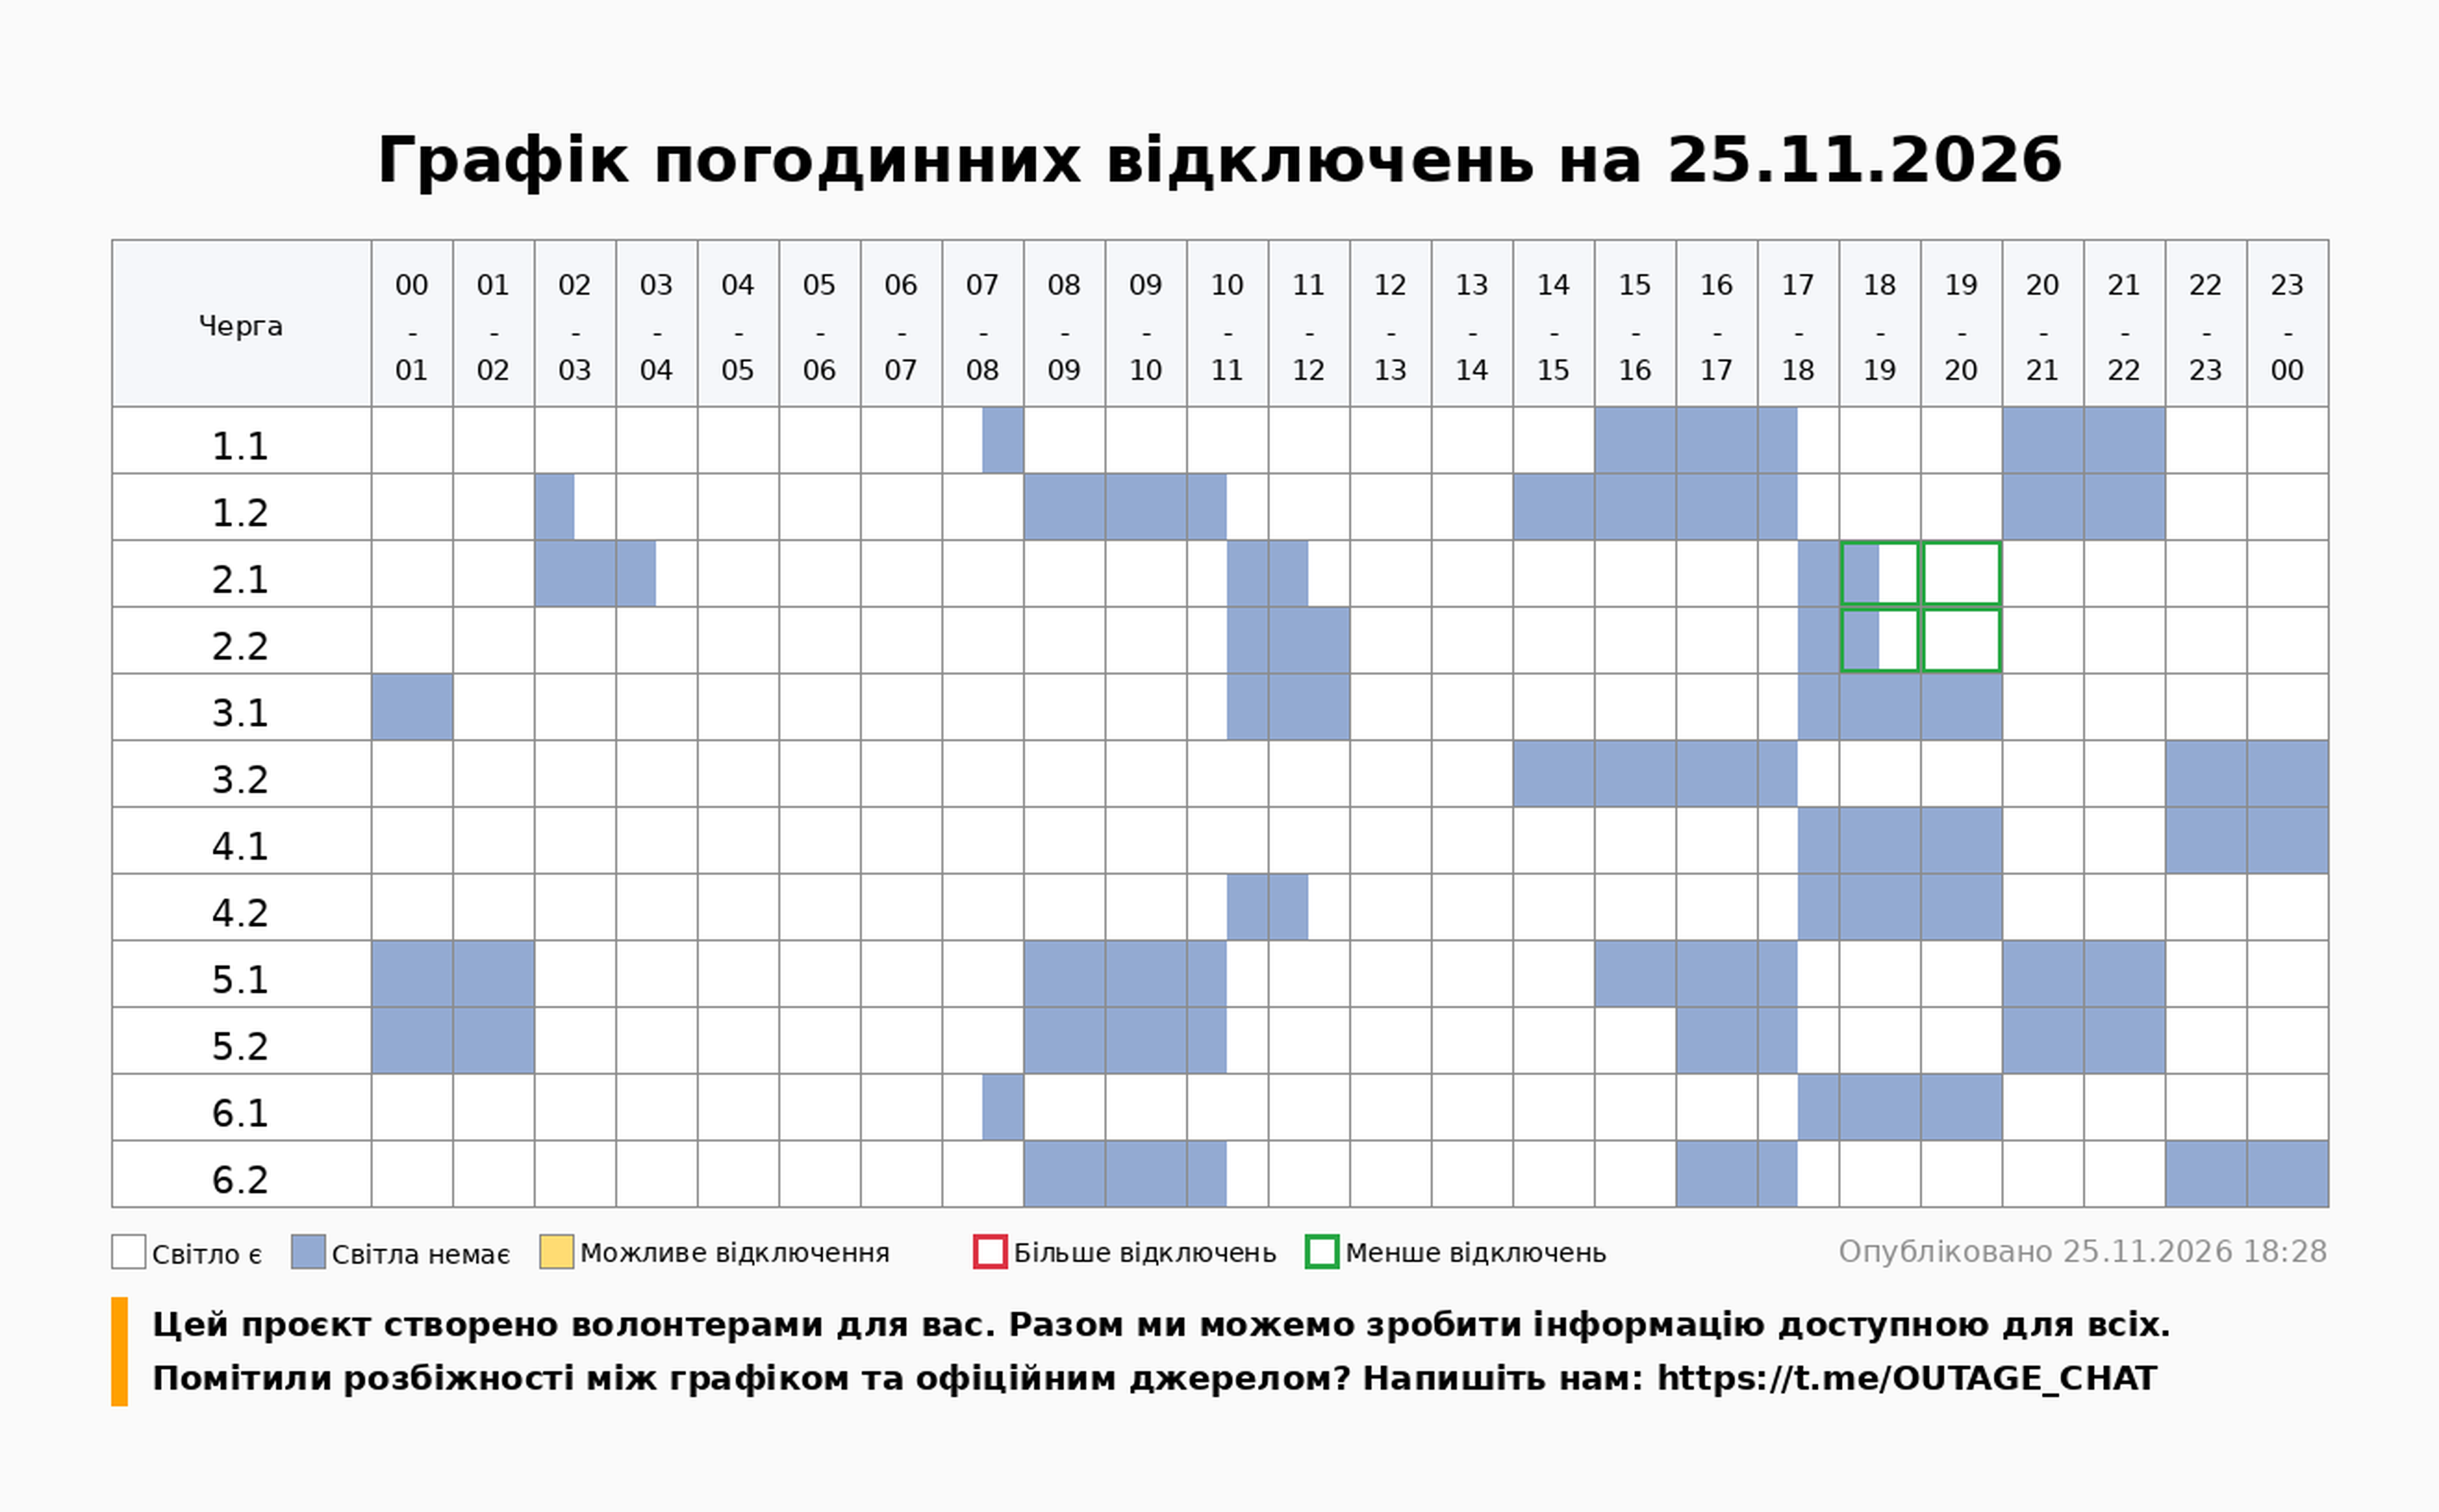 Графік погодинних відключень на 25.11.2026
Черга
00 - 01
01 - 02
02 - 03
03 - 04
04 - 05
05 - 06
06 - 07
07 - 08
08 - 09
09 - 10
10 - 11
11 - 12
12 - 13
13 - 14
14 - 15
15 - 16
16 - 17
17 - 18
18 - 19
19 - 20
20 - 21
21 - 22
22 - 23
23 - 00
1.1
1.2
2.1
2.2
3.1
3.2
4.1
4.2
5.1
5.2
6.1
6.2
Світло є
Світла немає
Можливе відключення
Більше відключень
Менше відключень
Опубліковано 25.11.2026 18:28
Цей проєкт створено волонтерами для вас. Разом ми можемо зробити інформацію доступною для всіх.
Помітили розбіжності між графіком та офіційним джерелом? Напишіть нам: https://t.me/OUTAGE_CHAT